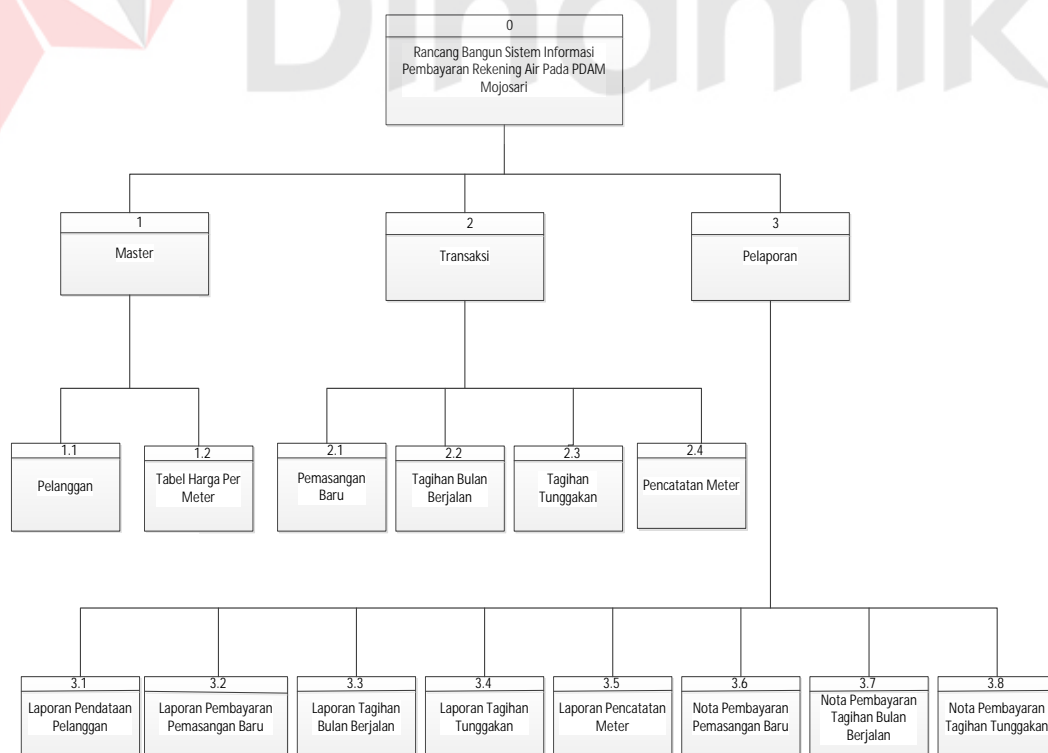 Dinamik
0
Rancang Bangun Sistem Informasi
Pembayaran Rekening Air Pada PDAM
Mojosari
1
Master
2
Transaksi
3
Pelaporan
1.1
Pelanggan
1.2
Tabel Harga Per
Meter
2.1
Pemasangan
Baru
2.2
Tagihan Bulan
Berjalan
2.3
Tagihan
Tunggakan
2.4
Pencatatan Meter
3.1
Laporan Pendataan
Pelanggan
3.2
Laporan Pembayaran
Pemasangan Baru
3.3
Laporan Tagihan
Bulan Berjalan
3.4
Laporan Tagihan
Tunggakan
3.5
Laporan Pencatatan
Meter
3.6
Nota Pembayaran
Pemasangan Baru
3.7
Nota Pembayaran
Tagihan Bulan
Berjalan
3.8
Nota Pembayaran
Tagihan Tunggakan